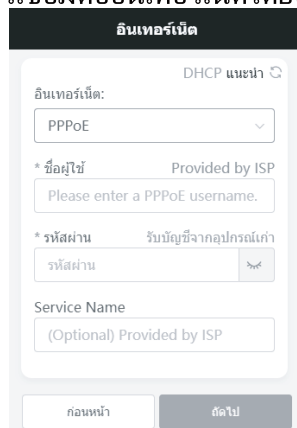 อินเทอร์เน็ต
DHCP แนะนำ
อินเทอร์เน็ต:
PPPoE
* ชื่อผู้ใช้ Provided by ISP
Please enter a PPPoE username.
* รหัสผ่าน รับบัญชีจากอุปกรณ์เก่า
รหัสผ่าน
Service Name
(Optional) Provided by ISP
ก่อนหน้า ถัดไป